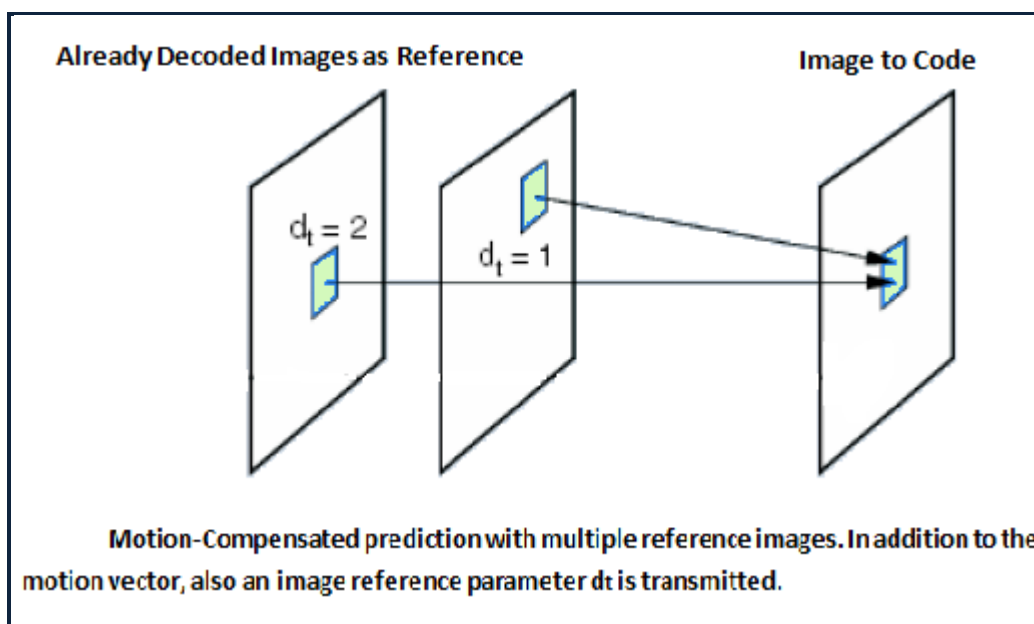 Already Decoded Images as Reference
Image to Code
dt = 2
dt = 1
Motion-Compensated prediction with multiple reference images. In addition to the
motion vector, also an image reference parameter dt is transmitted.